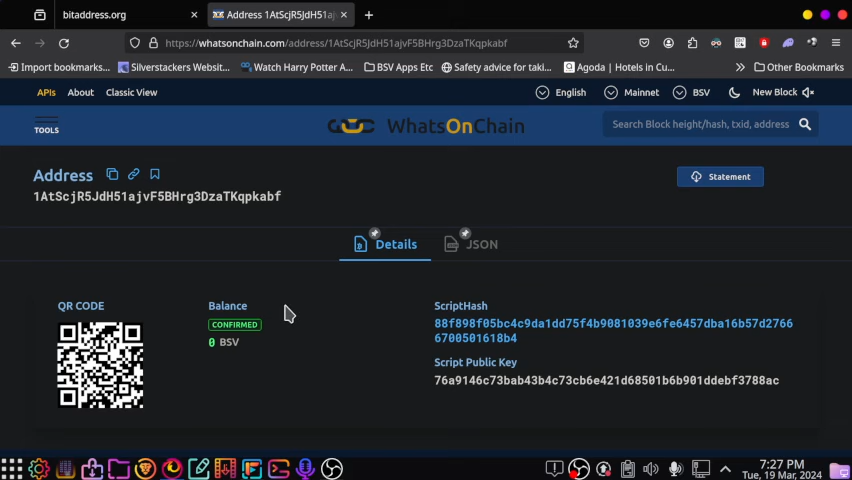 bitaddress.org
Address 1AtScjR5JdH51aj
https://whatsonchain.com/address/1AtScjR5JdH51ajvF5BHrg3DzaTKqpkabf
Import bookmarks... Silverstackers Websit... Watch Harry Potter A... BSV Apps Etc Safety advice for taki... Agoda | Hotels in Cu... Other Bookmarks
APIs About Classic View English Mainnet BSV New Block
TOOLS WhatsOnChain Search Block height/hash, txid, address
Address Statement
1AtScjR5JdH51ajvF5BHrg3DzaTKqpkabf
Details JSON
QR CODE Balance ScriptHash
CONFIRMED 88f898f05bc4c9da1dd75f4b9081039e6fe6457dba16b57d2766
6700501618b4
0 BSV
Script Public Key
76a9146c73bab43b4c73cb6e421d68501b6b901ddebf3788ac
7:27 PM
Tue, 19 Mar, 2024